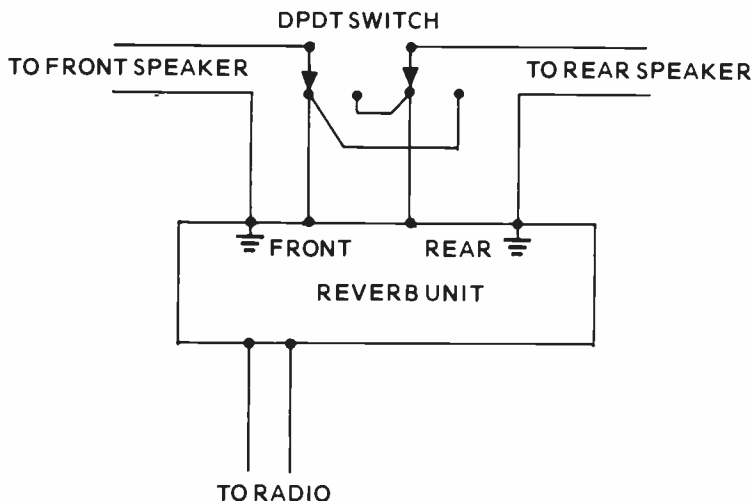 DPDT SWITCH
TO FRONT SPEAKER
TO REAR SPEAKER
FRONT
REAR
REVERB UNIT
TO RADIO